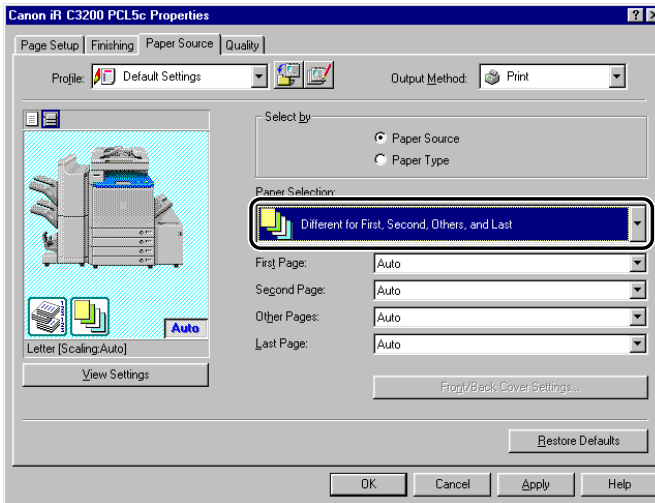 Canon iR C3200 PCL5c Properties
Page Setup Finishing Paper Source Quality
Profile: Default Settings Output Method: Print
Select by
Paper Source
Paper Type
Paper Selection:
Different for First, Second, Others, and Last
First Page: Auto
Second Page: Auto
Other Pages: Auto
Last Page: Auto
Auto
Letter [Scaling:Auto]
View Settings
Front/Back Cover Settings...
Restore Defaults
OK Cancel Apply Help